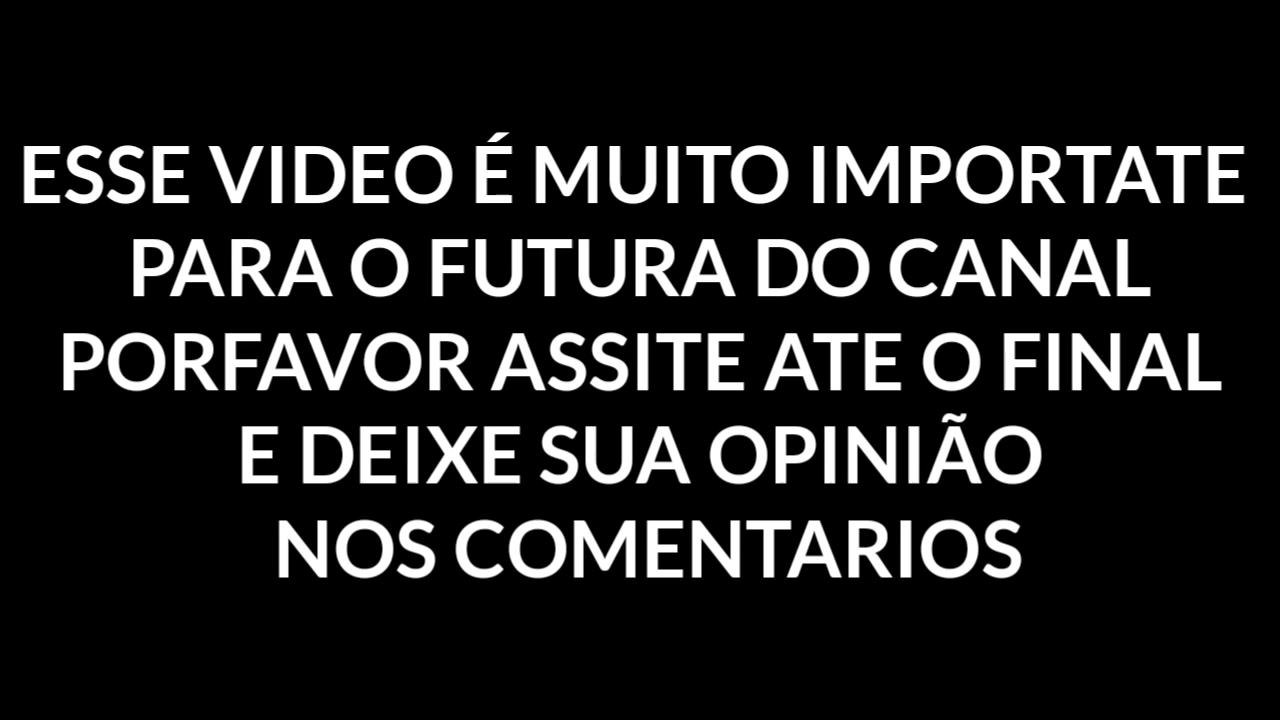 ESSE VIDEO É MUITO IMPORTATE
PARA O FUTURA DO CANAL
PORFAVOR ASSITE ATE O FINAL
E DEIXE SUA OPINIÃO
NOS COMENTARIOS